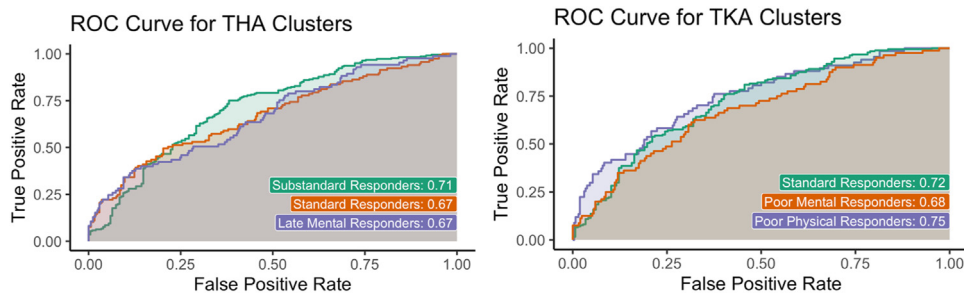 ROC Curve for THA Clusters
True Positive Rate
1.00
0.75
0.50
0.25
0.00
Substandard Responders: 0.71
Standard Responders: 0.67
Late Mental Responders: 0.67
0.00 0.25 0.50 0.75 1.00
False Positive Rate
ROC Curve for TKA Clusters
True Positive Rate
1.00
0.75
0.50
0.25
0.00
Standard Responders: 0.72
Poor Mental Responders: 0.68
Poor Physical Responders: 0.75
0.00 0.25 0.50 0.75 1.00
False Positive Rate